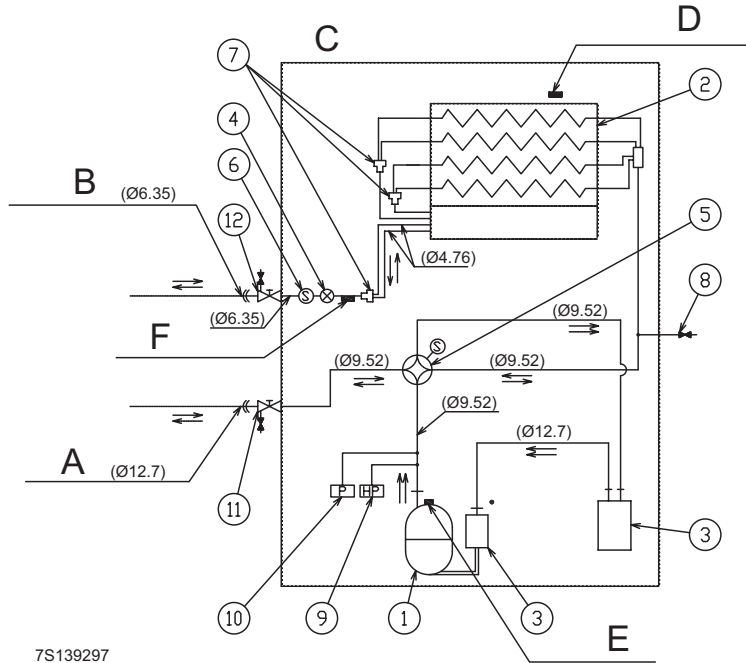 D
C
7
2
4
B
6
(Ø6.35)
12
5
(Ø4.76)
8
(Ø9.52)
S
(Ø6.35)
S
F
(Ø9.52)
(Ø9.52)
(Ø9.52)
(Ø12.7)
A
(Ø12.7)
11
P
HP
3
10
9
1
3
E
7S139297